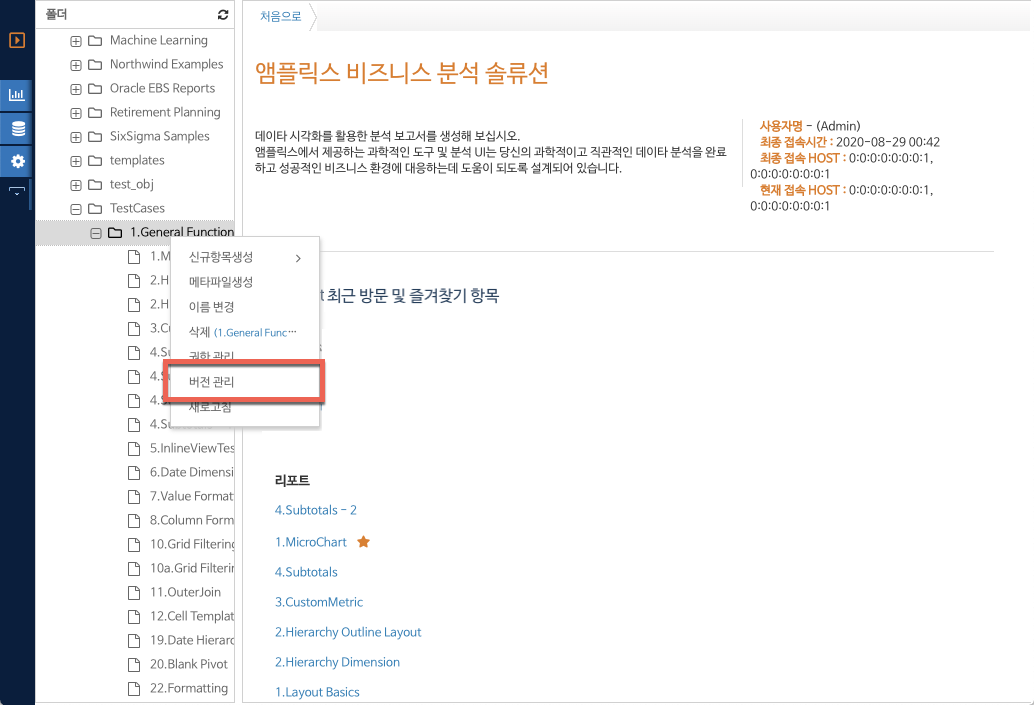 폴더
Machine Learning
Northwind Examples
Oracle EBS Reports
Retirement Planning
SixSigma Samples
templates
test_obj
TestCases
1.General Function
1.M
2.H
2.H
3.Cu
4.Su
4.Su
4.S
4.Su
5.InlineViewTes
6.Date Dimensi
7.Value Format
8.Column Form
10.Grid Filtering
10a.Grid Filterin
11.OuterJoin
12.Cell Templat
19.Date Hierarc
20.Blank Pivot
22.Formatting
신규항목생성
메타파일생성
이름 변경
삭제 (1.General Func…
권한 관리
버전 관리
새로고침
처음으로
앰플릭스 비즈니스 분석 솔류션
데이타 시각화를 활용한 분석 보고서를 생성해 보십시오.
앰플릭스에서 제공하는 과학적인 도구 및 분석 UI는 당신의 과학적이고 직관적인 데이타 분석을 완료
하고 성공적인 비즈니스 환경에 대응하는데 도움이 되도록 설계되어 있습니다.
사용자명 - (Admin)
최종 접속시간 : 2020-08-29 00:42
최종 접속 HOST : 0:0:0:0:0:0:0:1,
0:0:0:0:0:0:0:1
현재 접속 HOST : 0:0:0:0:0:0:0:1,
0:0:0:0:0:0:0:1
t 최근 방문 및 즐겨찾기 항목
리포트
4.Subtotals - 2
1.MicroChart
4.Subtotals
3.CustomMetric
2.Hierarchy Outline Layout
2.Hierarchy Dimension
1.Layout Basics